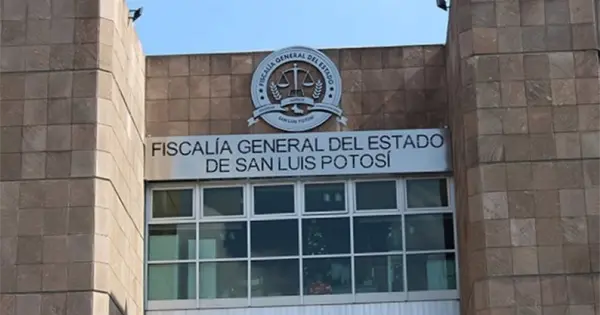 FISCALÍA GENERAL DEL ESTADO
SAN LUIS POTOSÍ
FISCALÍA GENERAL DEL ESTADO
DE SAN LUIS POTOSÍ